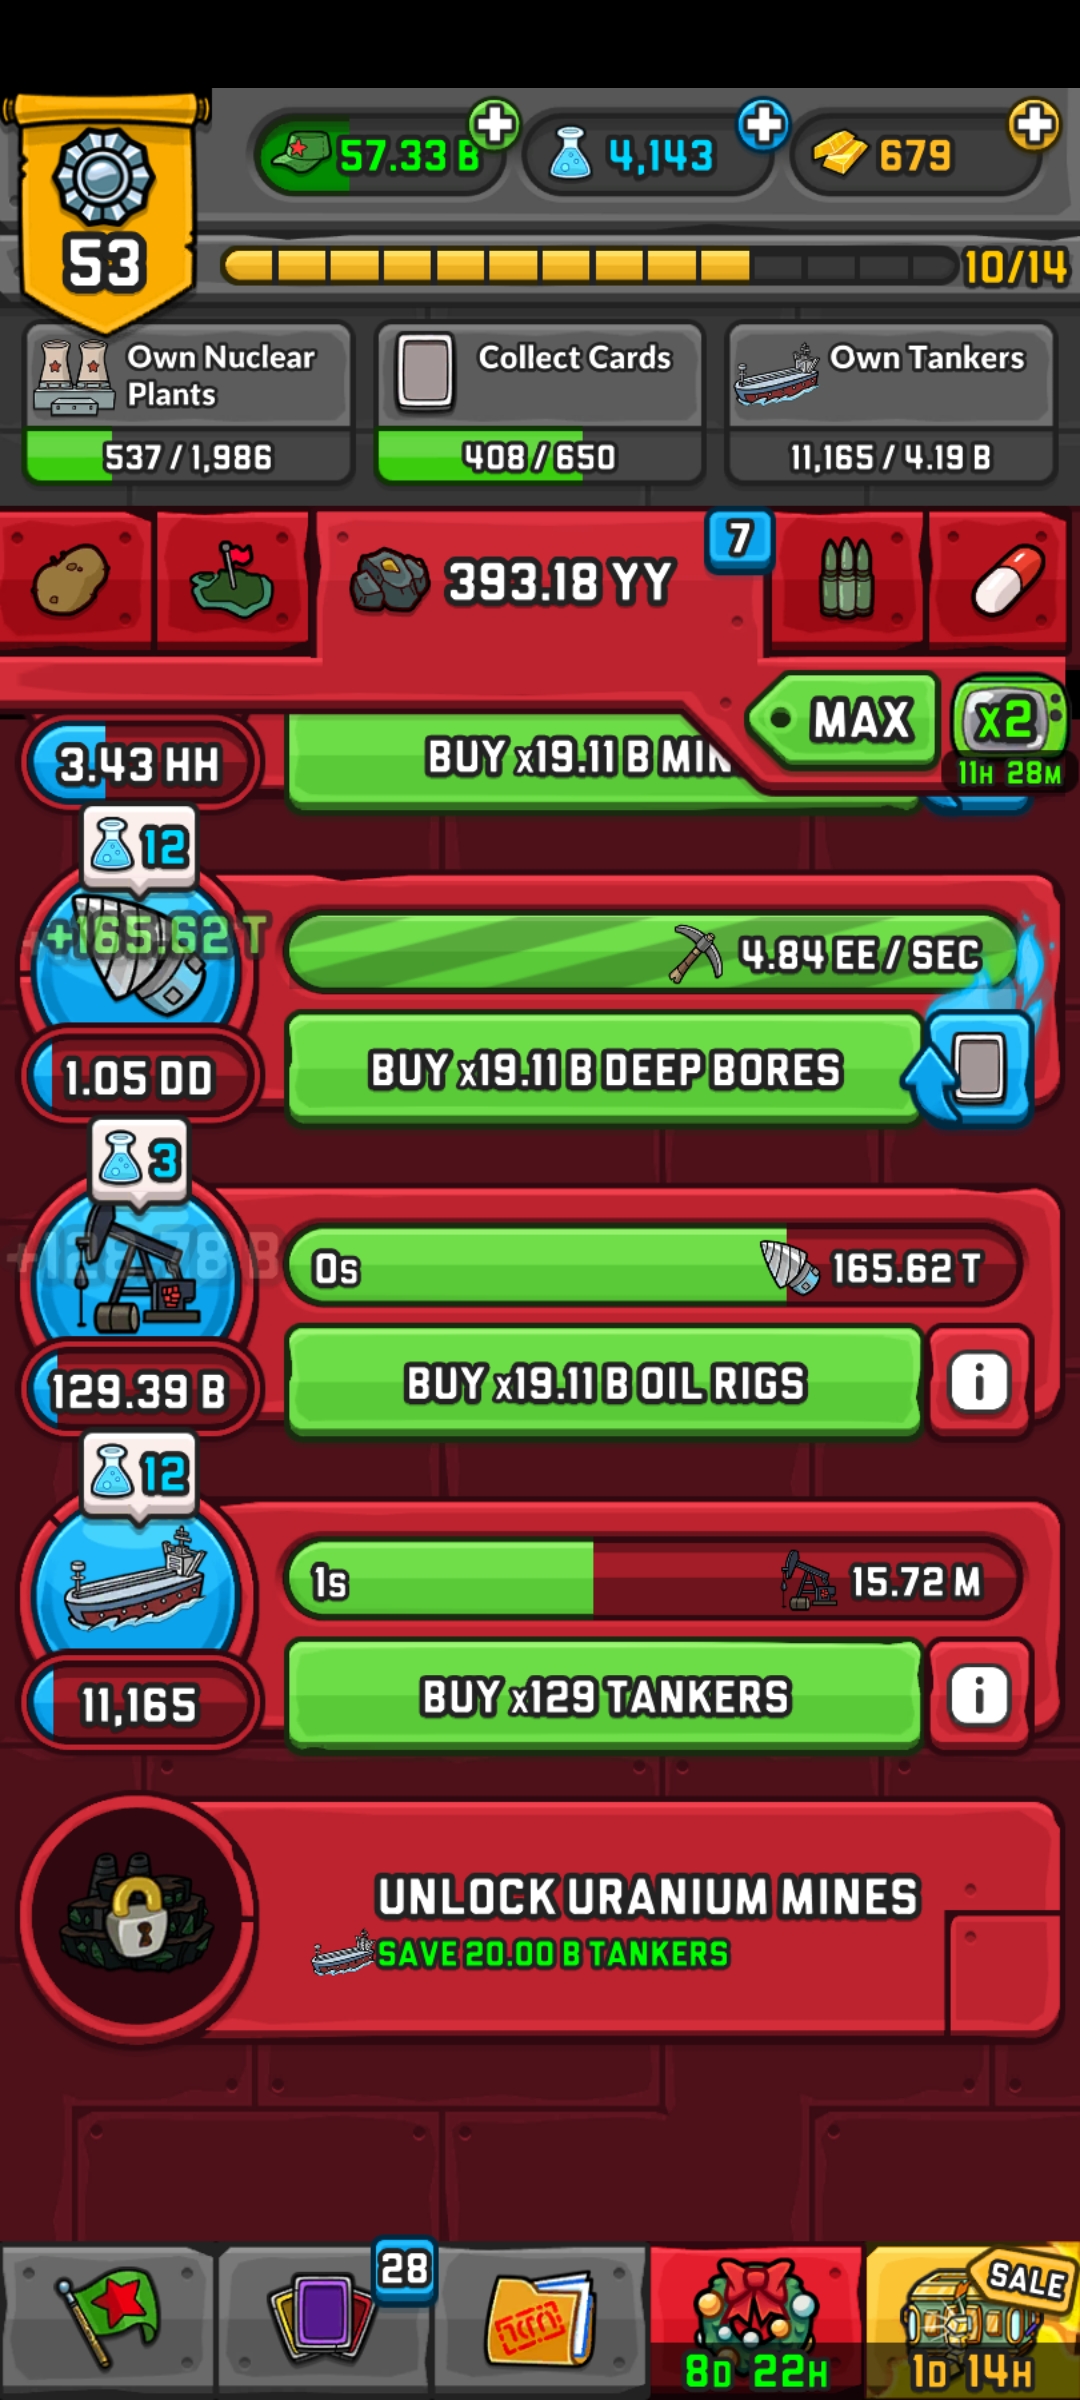 57.33 B
4,143
679
53
10/14
Own Nuclear
Plants
Collect Cards
Own Tankers
537 / 1,986
408 / 650
11,165 / 4.19 B
7
393.18 YY
MAX
x2
11H 28M
3.43 HH
BUY x19.11 B MIN
12
+165.62 T
4.84 EE / SEC
1.05 DD
BUY x19.11 B DEEP BORES
3
0s
165.62 T
129.39 B
BUY x19.11 B OIL RIGS
12
1s
15.72 M
11,165
BUY x129 TANKERS
UNLOCK URANIUM MINES
SAVE 20.00 B TANKERS
28
SALE
8D 22H
1D 14H